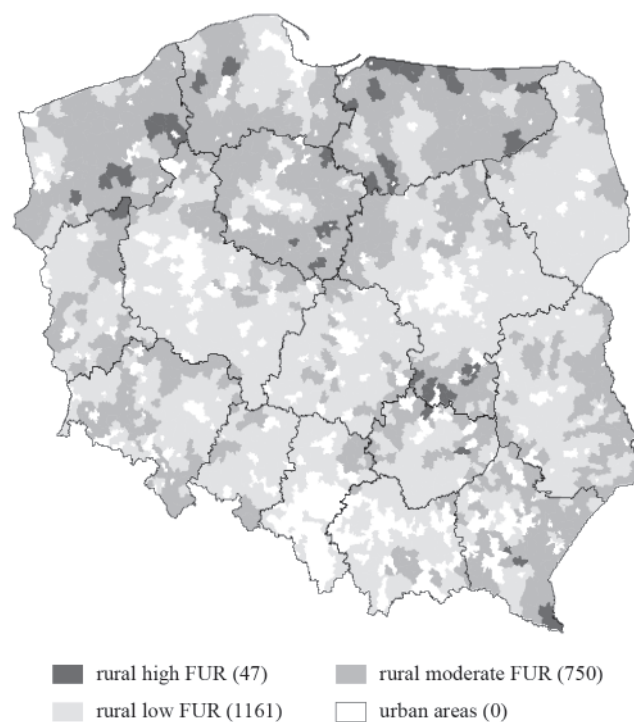 rural high FUR (47)
rural moderate FUR (750)
rural low FUR (1161)
urban areas (0)